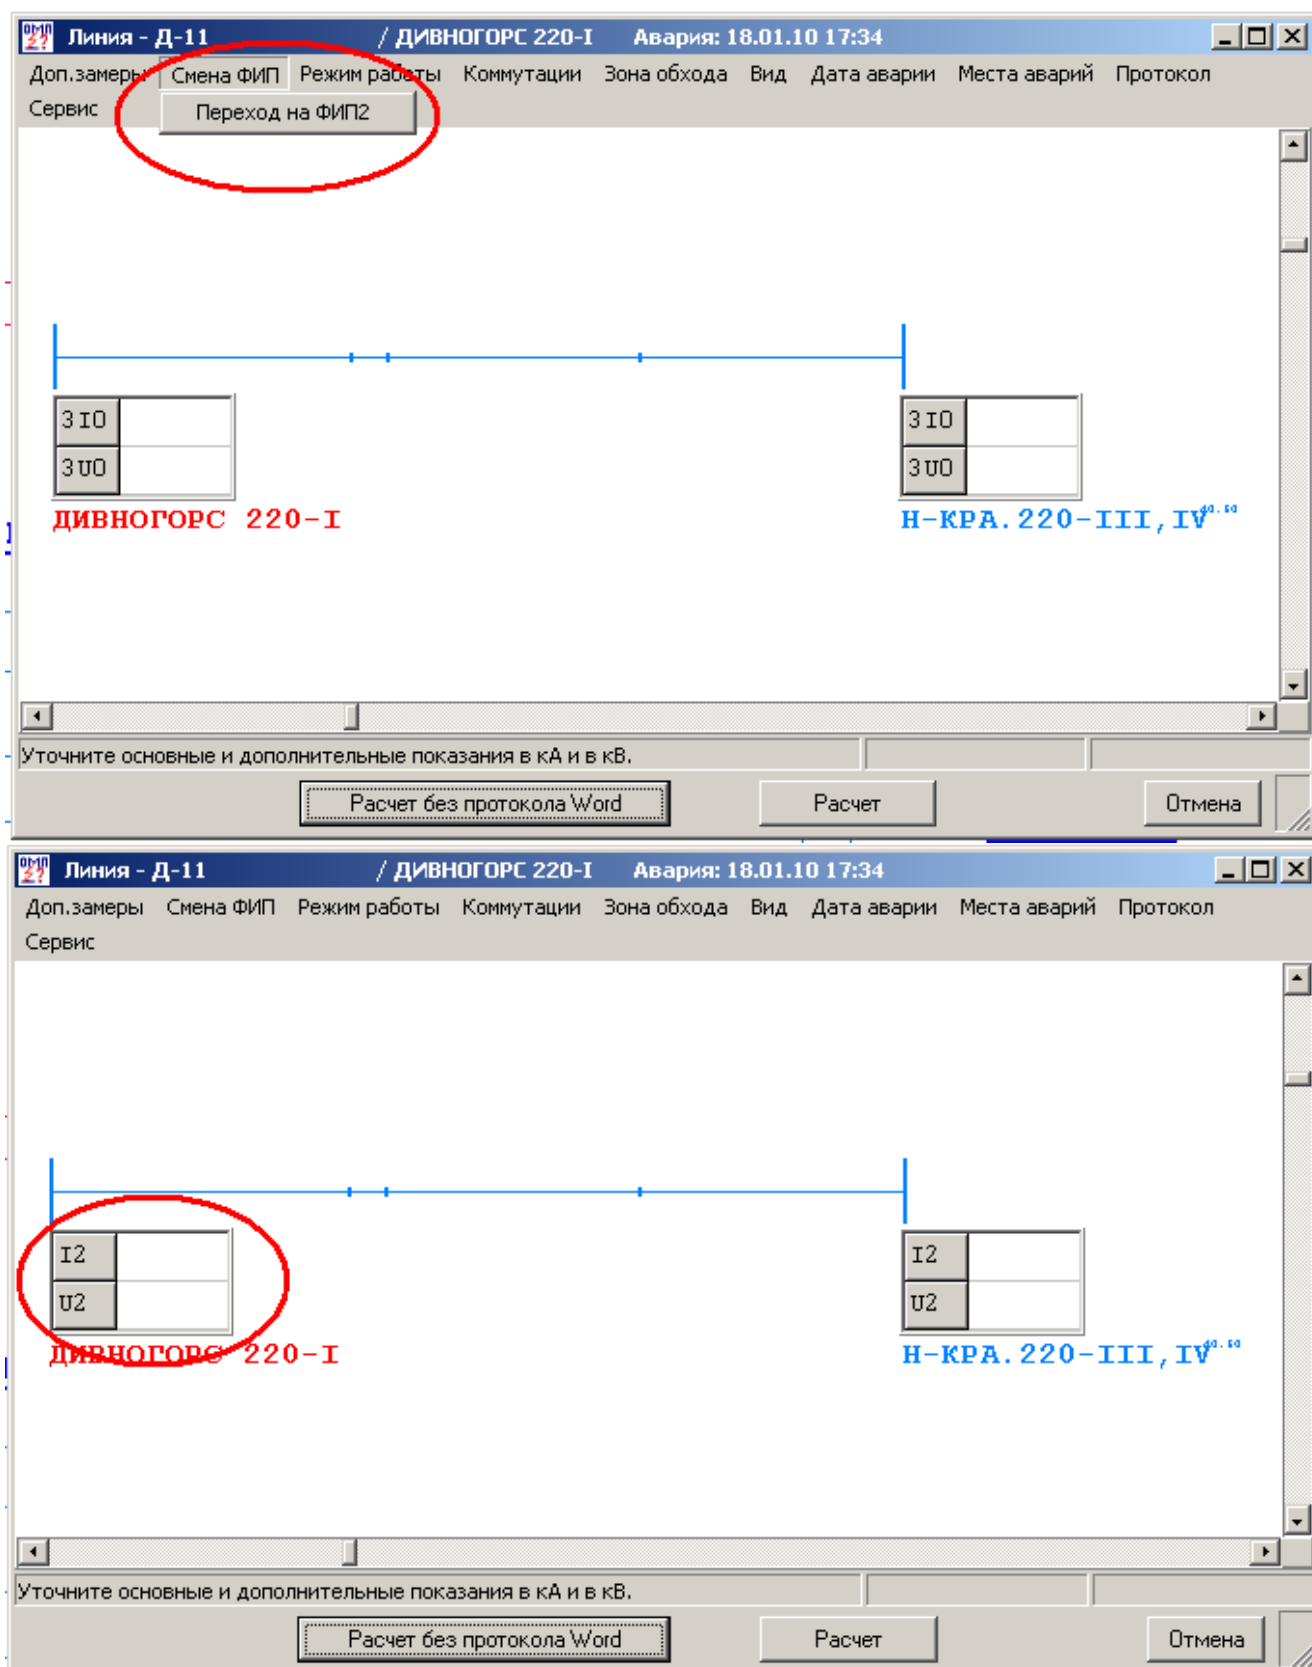 ОМП
Линия - Д-11 / ДИВНОГОРС 220-I Авария: 18.01.10 17:34
Доп.замеры Смена ФИП Режим работы Коммутации Зона обхода Вид Дата аварии Места аварий Протокол
Сервис Переход на ФИП2
3I0 3I0
3U0 3U0
ДИВНОГОРС 220-I Н-КРА.220-III,IV
Уточните основные и дополнительные показания в кА и в кВ.
Расчет без протокола Word Расчет Отмена
ОМП
Линия - Д-11 / ДИВНОГОРС 220-I Авария: 18.01.10 17:34
Доп.замеры Смена ФИП Режим работы Коммутации Зона обхода Вид Дата аварии Места аварий Протокол
Сервис
I2 I2
U2 U2
ДИВНОГОРС 220-I Н-КРА.220-III,IV
Уточните основные и дополнительные показания в кА и в кВ.
Расчет без протокола Word Расчет Отмена